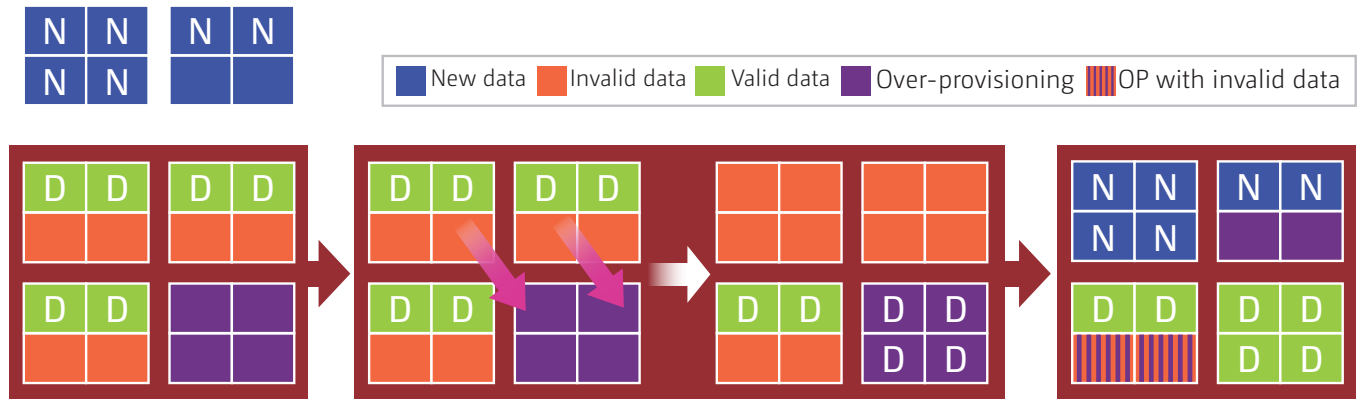 N N N N
N N
New data Invalid data Valid data Over-provisioning OP with invalid data
D D D D D D D D N N N N
N N
D D D D D D D D D D D D
D D D D